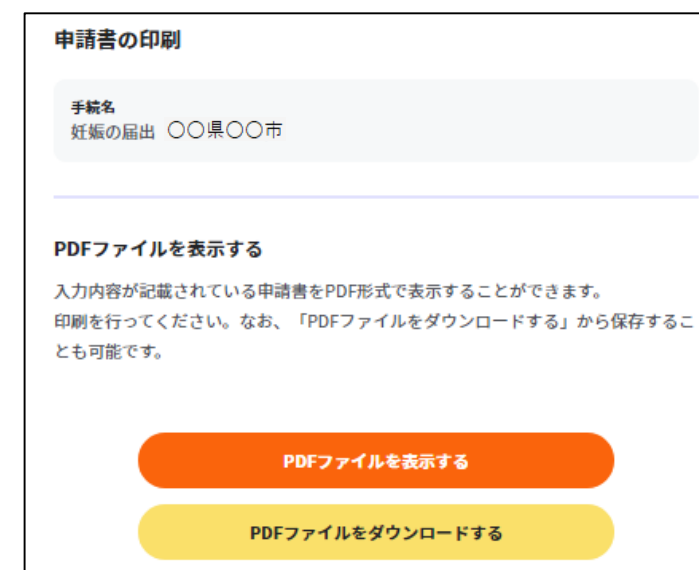 申請書の印刷
手続名
妊娠の届出 〇〇県〇〇市
PDFファイルを表示する
入力内容が記載されている申請書をPDF形式で表示することができます。
印刷を行ってください。なお、「PDFファイルをダウンロードする」から保存するこ
とも可能です。
PDFファイルを表示する
PDFファイルをダウンロードする